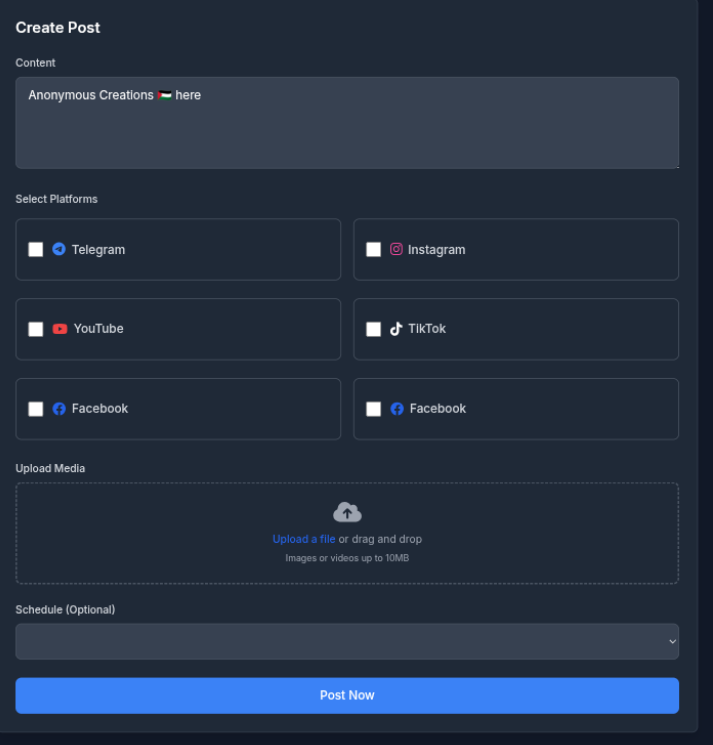 Create Post
Content
Anonymous Creations 🇵🇸 here
Select Platforms
Telegram
Instagram
YouTube
TikTok
Facebook
Facebook
Upload Media
Upload a file or drag and drop
Images or videos up to 10MB
Schedule (Optional)
Post Now